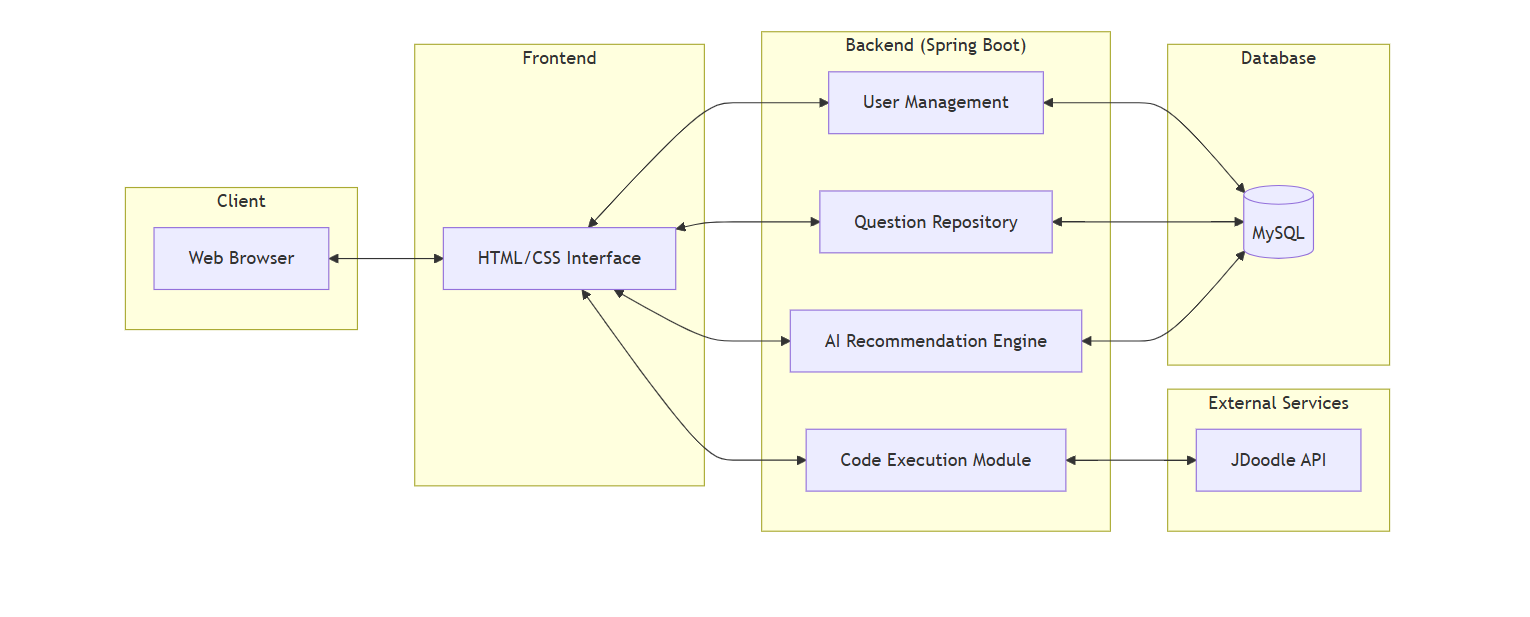 Client
Web Browser
Frontend
HTML/CSS Interface
Backend (Spring Boot)
User Management
Question Repository
AI Recommendation Engine
Code Execution Module
Database
MySQL
External Services
JDoodle API